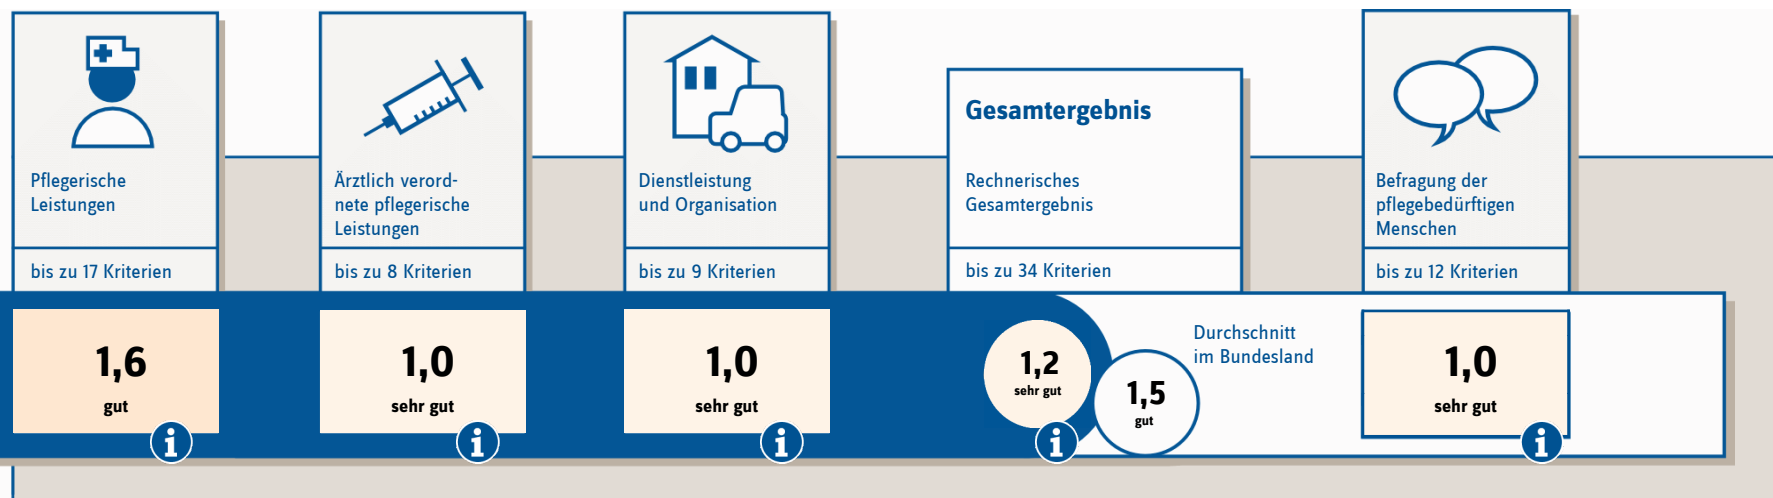 Pflegerische
Leistungen
bis zu 17 Kriterien
1,6
gut
Ärztlich verord-
nete pflegerische
Leistungen
bis zu 8 Kriterien
1,0
sehr gut
Dienstleistung
und Organisation
bis zu 9 Kriterien
1,0
sehr gut
Gesamtergebnis
Rechnerisches
Gesamtergebnis
bis zu 34 Kriterien
1,2
sehr gut
Durchschnitt
im Bundesland
1,5
gut
Befragung der
pflegebedürftigen
Menschen
bis zu 12 Kriterien
1,0
sehr gut